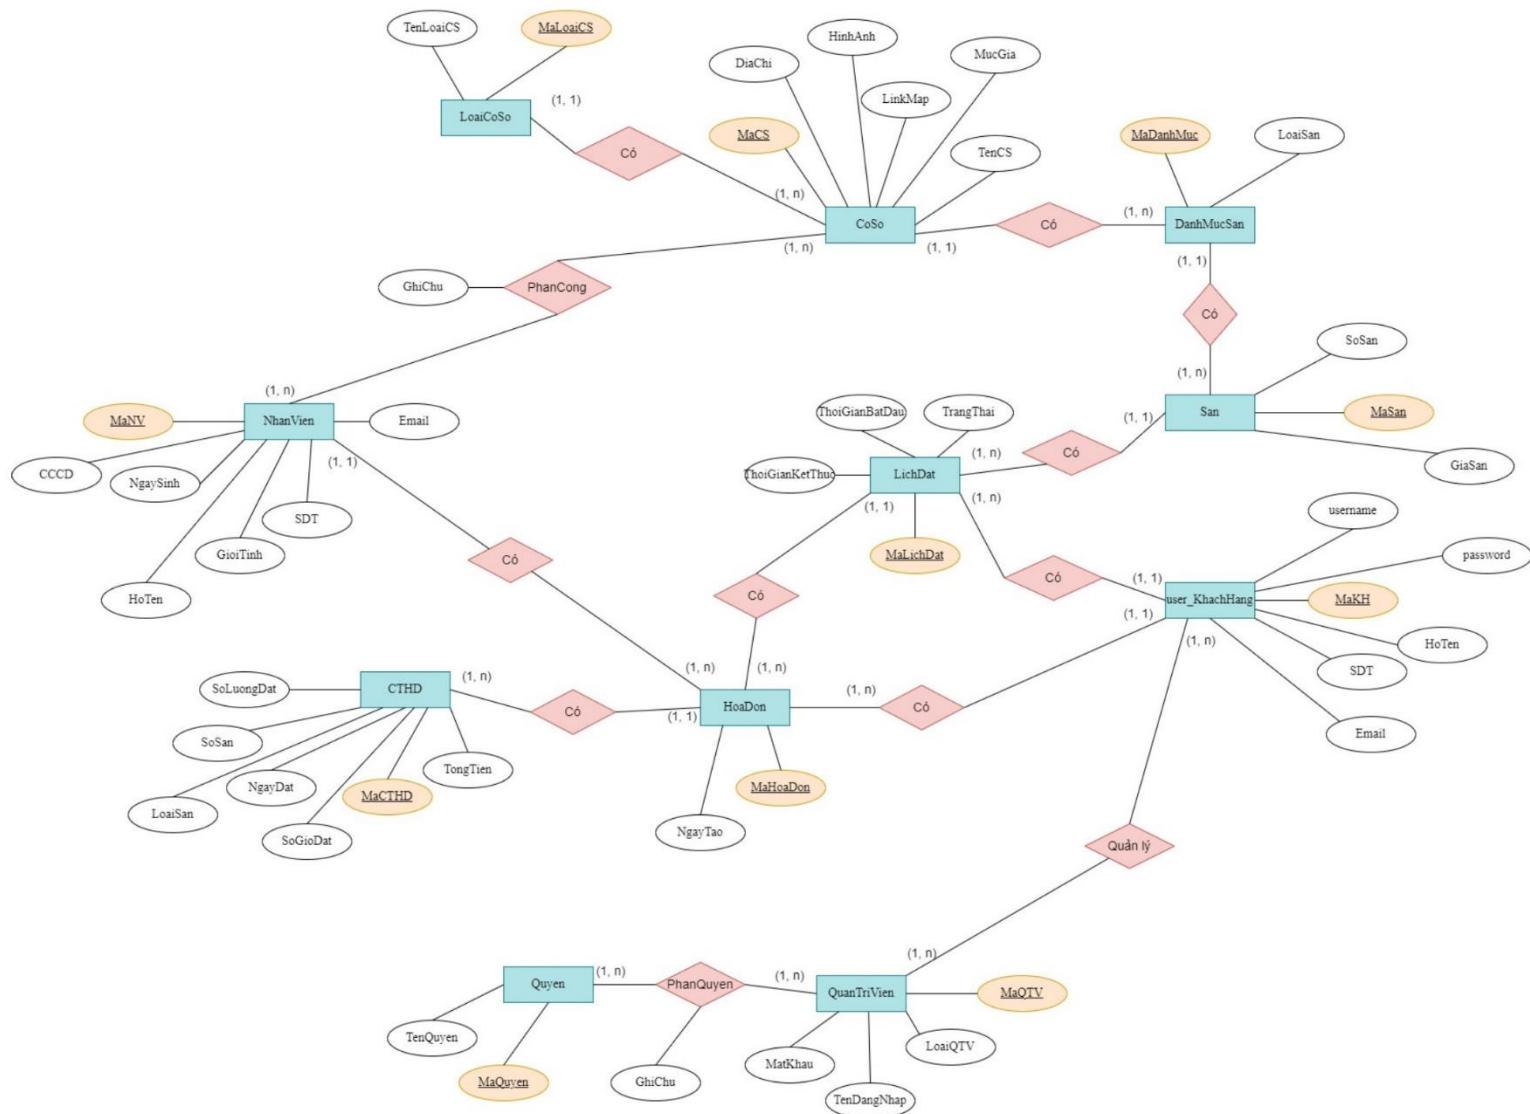 TenLoaiCS
MaLoaiCS
HinhAnh
MucGia
DiaChi
LinkMap
(1, 1)
LoaiCoSo
MaCS
TenCS
MaDanhMuc
LoaiSan
Có
(1, n)
CoSo
(1, n)
(1, 1)
Có
(1, n)
DanhMucSan
(1, 1)
GhiChu
PhanCong
Có
SoSan
(1, n)
(1, n)
MaNV
NhanVien
Email
(1, 1)
CCCD
NgaySinh
SDT
GioiTinh
HoTen
ThoiGianBatDau
TrangThai
(1, 1)
San
MaSan
GiaSan
ThoiGianKetThuc
LichDat
(1, n)
Có
(1, 1)
(1, n)
MaLichDat
username
password
Có
Có
Có
(1, 1)
user_KhachHang
MaKH
(1, 1)
(1, n)
HoTen
SDT
Email
SoLuongDat
CTHD
(1, n)
(1, n)
(1, n)
(1, n)
SoSan
Có
(1, 1)
HoaDon
Có
LoaiSan
NgayDat
MaCTHD
TongTien
SoGioDat
MaHoaDon
NgayTao
Quản lý
(1, n)
Quyen
(1, n)
PhanQuyen
(1, n)
QuanTriVien
MaQTV
TenQuyen
MaQuyen
GhiChu
MatKhau
TenDangNhap
LoaiQTV